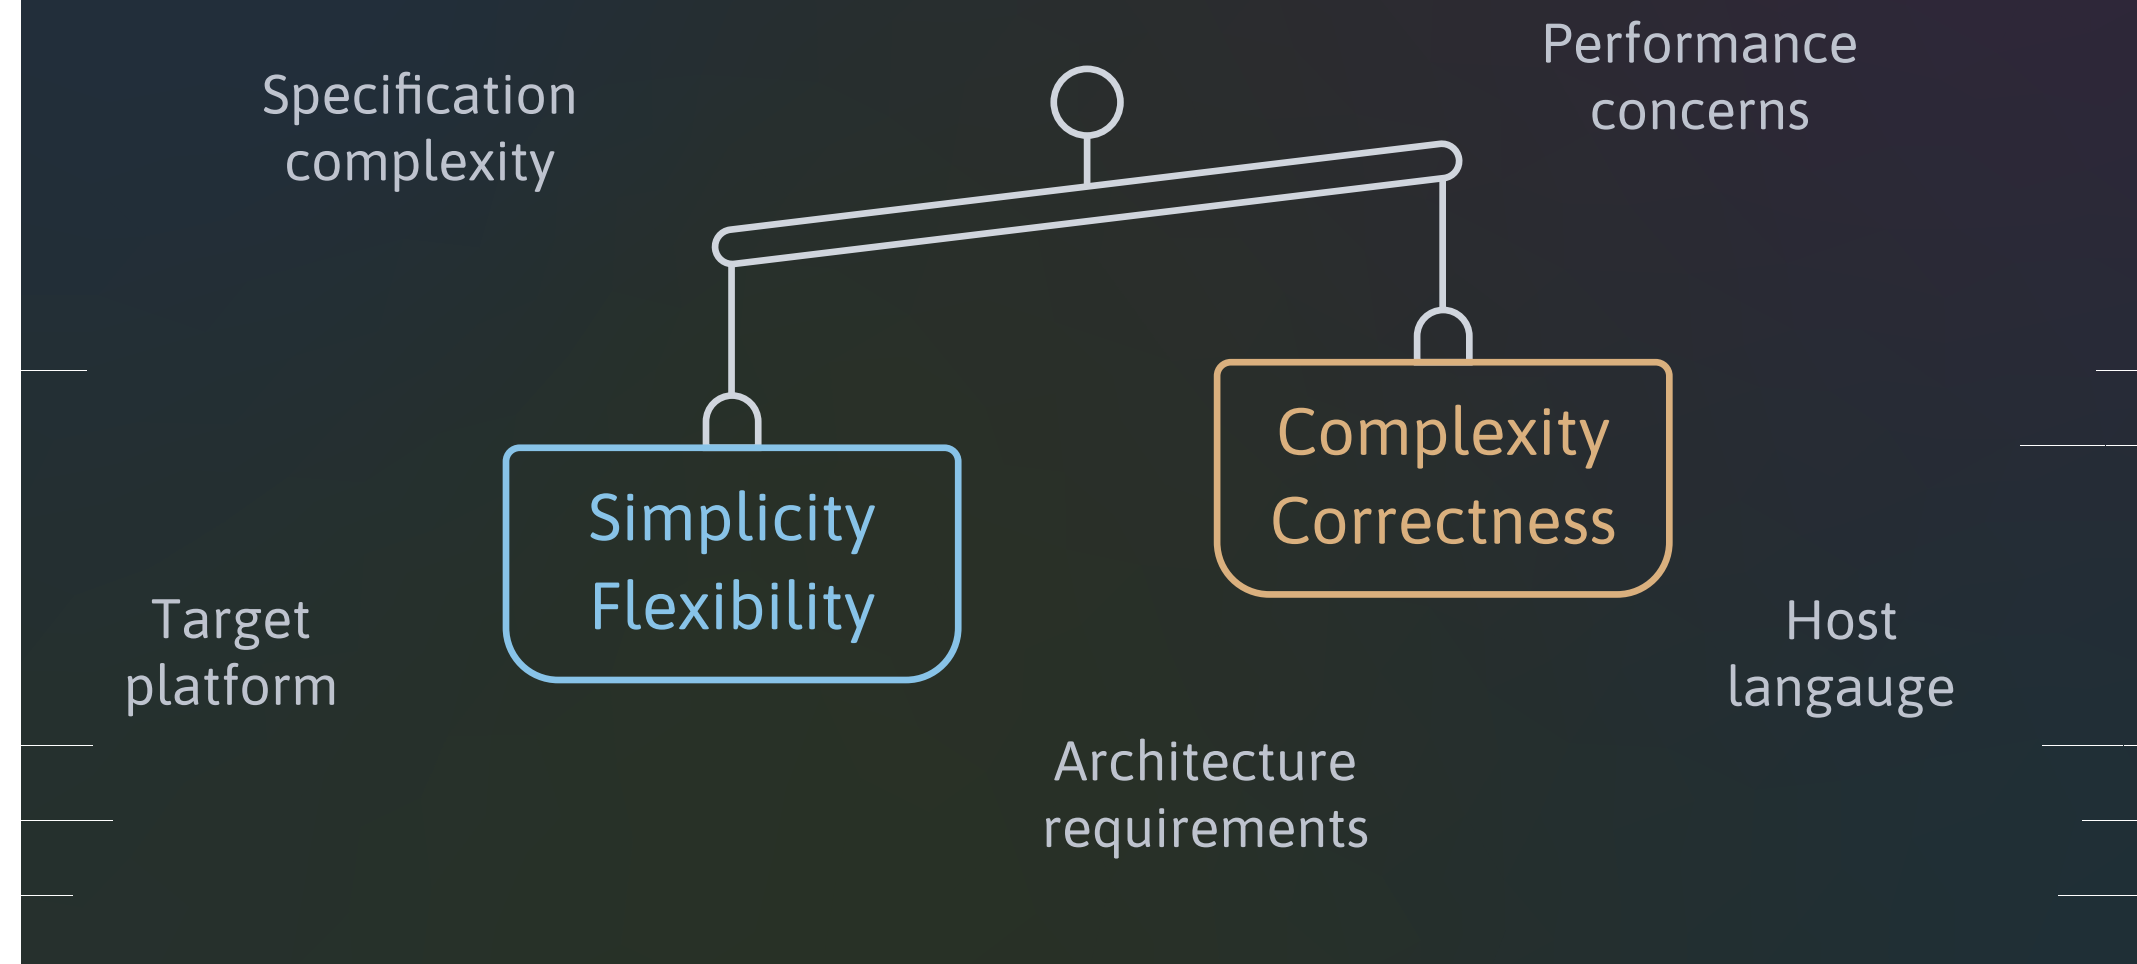 Specification
complexity
Performance
concerns
Simplicity
Flexibility
Complexity
Correctness
Target
platform
Host
langauge
Architecture
requirements